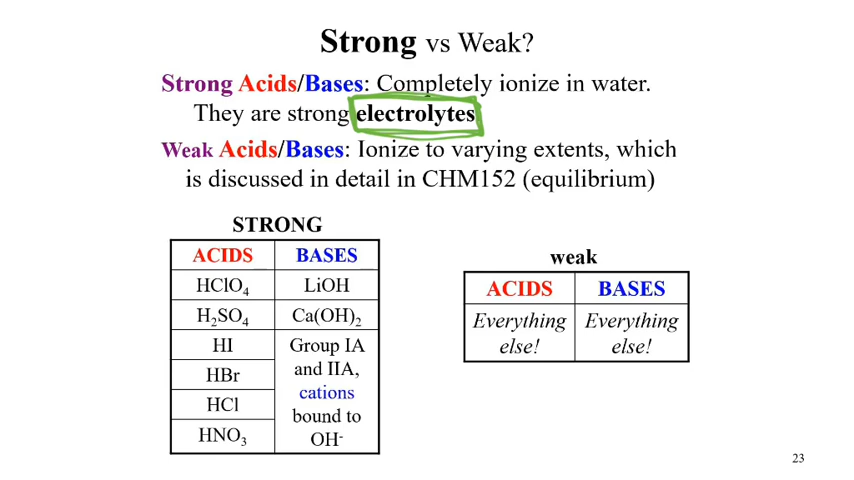 Strong vs Weak?
Strong Acids/Bases: Completely ionize in water.
They are strong electrolytes
Weak Acids/Bases: Ionize to varying extents, which
is discussed in detail in CHM152 (equilibrium)
STRONG
ACIDS BASES
HClO₄ LiOH
H₂SO₄ Ca(OH)₂
HI
HBr
HCl
HNO₃
Group IA
and IIA,
cations
bound to
OH⁻
weak
ACIDS BASES
Everything Everything
else! else!
23